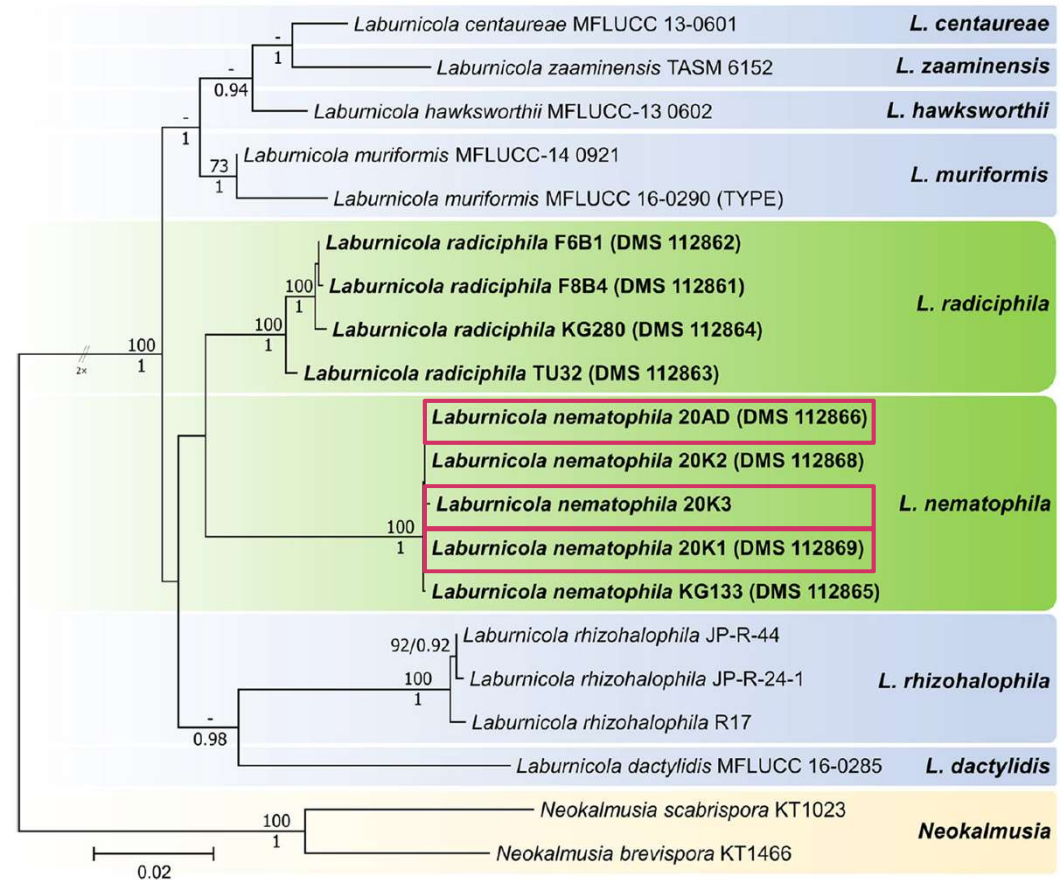 Laburnicola centaureae MFLUCC 13-0601
L. centaureae
-
1
Laburnicola zaaminensis TASM 6152
L. zaaminensis
-
0.94
Laburnicola hawksworthii MFLUCC-13 0602
L. hawksworthii
-
1
Laburnicola muriformis MFLUCC-14 0921
73
1
L. muriformis
Laburnicola muriformis MFLUCC 16-0290 (TYPE)
Laburnicola radiciphila F6B1 (DMS 112862)
Laburnicola radiciphila F8B4 (DMS 112861)
100
1
L. radiciphila
Laburnicola radiciphila KG280 (DMS 112864)
100
1
Laburnicola radiciphila TU32 (DMS 112863)
100
1
2×
Laburnicola nematophila 20AD (DMS 112866)
Laburnicola nematophila 20K2 (DMS 112868)
Laburnicola nematophila 20K3
L. nematophila
100
1
Laburnicola nematophila 20K1 (DMS 112869)
Laburnicola nematophila KG133 (DMS 112865)
Laburnicola rhizohalophila JP-R-44
92/0.92
Laburnicola rhizohalophila JP-R-24-1
L. rhizohalophila
100
1
Laburnicola rhizohalophila R17
-
0.98
Laburnicola dactylidis MFLUCC 16-0285
L. dactylidis
Neokalmusia scabrispora KT1023
100
1
Neokalmusia
Neokalmusia brevispora KT1466
0.02